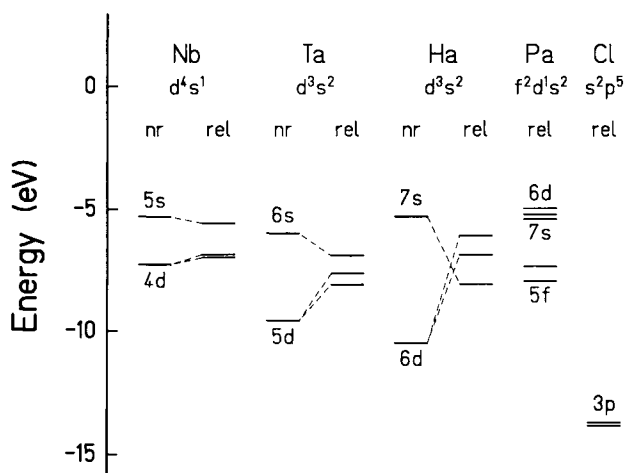 Nb Ta Ha Pa Cl
d⁴s¹ d³s² d³s² f²d¹s² s²p⁵
nr rel nr rel nr rel rel rel
0
-5
-10
-15
Energy (eV)
5s
4d
6s
5d
7s
6d
6d
7s
5f
3p